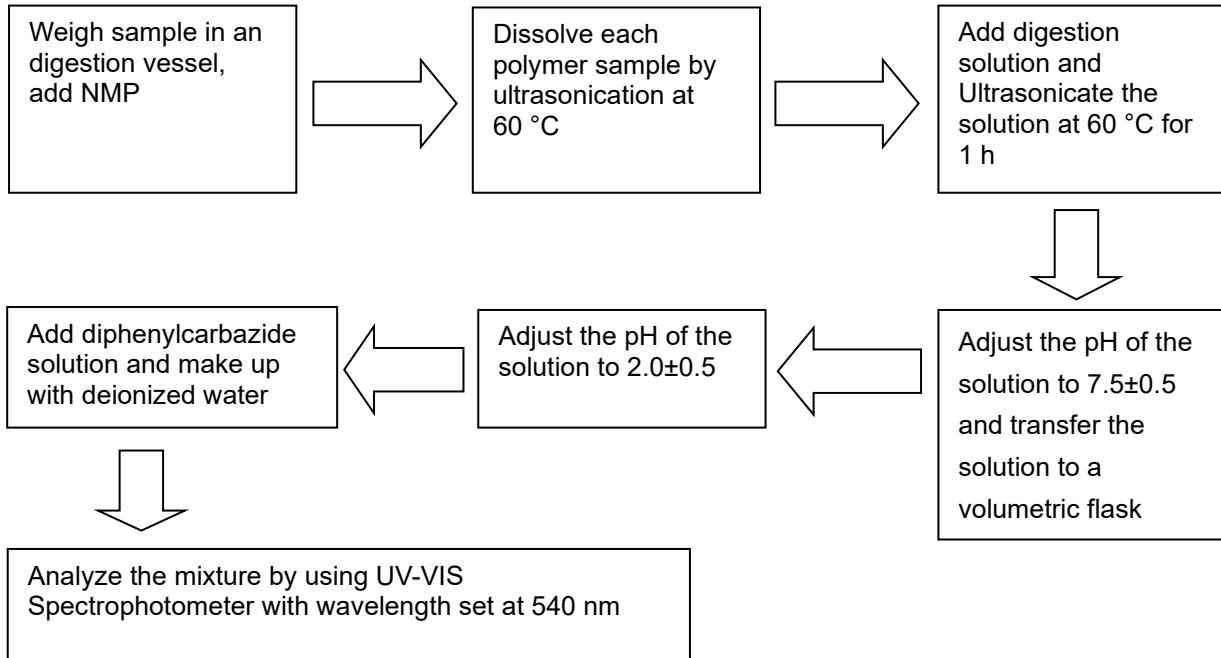 Weigh sample in an
digestion vessel,
add NMP
Dissolve each
polymer sample by
ultrasonication at
60 °C
Add digestion
solution and
Ultrasonicate the
solution at 60 °C for
1 h
Adjust the pH of the
solution to 7.5±0.5
and transfer the
solution to a
volumetric flask
Adjust the pH of the
solution to 2.0±0.5
Add diphenylcarbazide
solution and make up
with deionized water
Analyze the mixture by using UV-VIS
Spectrophotometer with wavelength set at 540 nm